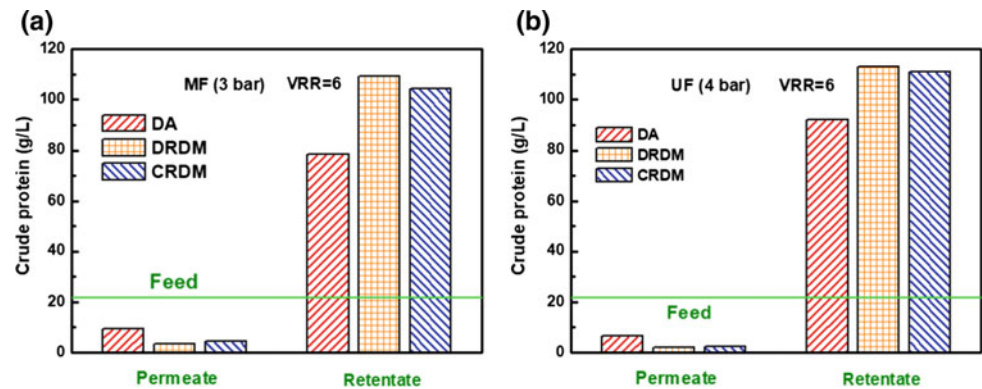 (a)
Crude protein (g/L)
120
100
80
60
40
20
0
MF (3 bar) VRR=6
DA
DRDM
CRDM
Feed
Permeate Retentate
(b)
Crude protein (g/L)
120
100
80
60
40
20
0
UF (4 bar) VRR=6
DA
DRDM
CRDM
Feed
Permeate Retentate